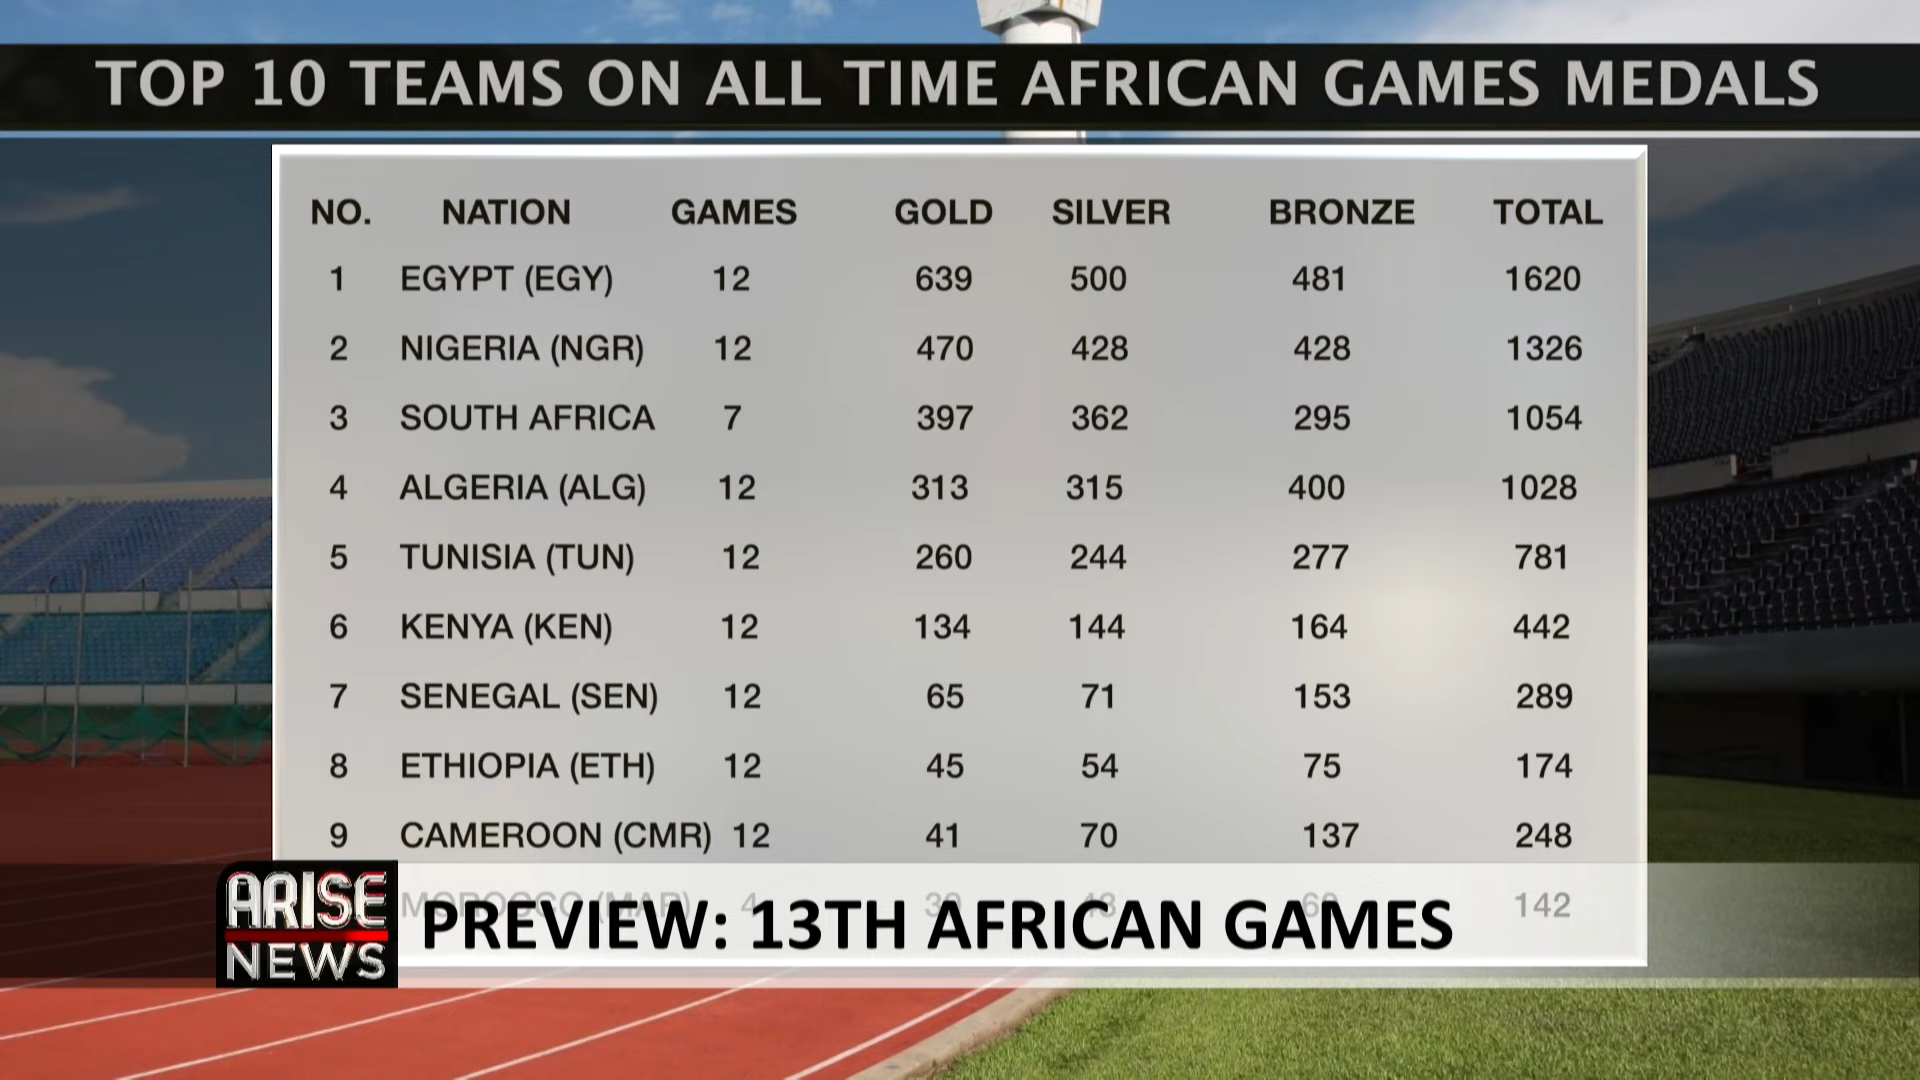 TOP 10 TEAMS ON ALL TIME AFRICAN GAMES MEDALS
NO. NATION GAMES GOLD SILVER BRONZE TOTAL
1 EGYPT (EGY) 12 639 500 481 1620
2 NIGERIA (NGR) 12 470 428 428 1326
3 SOUTH AFRICA 7 397 362 295 1054
4 ALGERIA (ALG) 12 313 315 400 1028
5 TUNISIA (TUN) 12 260 244 277 781
6 KENYA (KEN) 12 134 144 164 442
7 SENEGAL (SEN) 12 65 71 153 289
8 ETHIOPIA (ETH) 12 45 54 75 174
9 CAMEROON (CMR) 12 41 70 137 248
MOROCCO (MAR) 4 142
ARISE NEWS
PREVIEW: 13TH AFRICAN GAMES